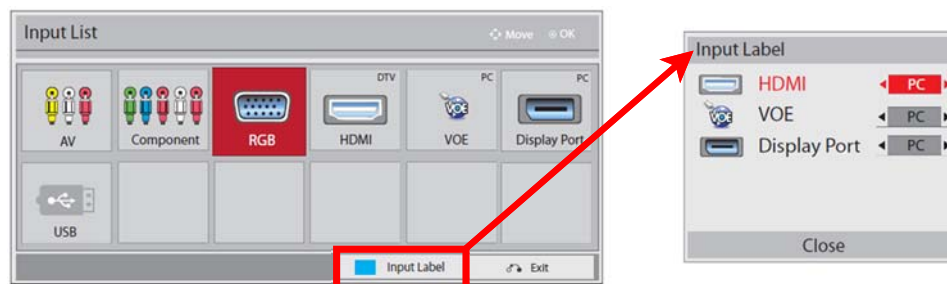 Input List
Move OK
AV
Component
RGB
DTV
HDMI
PC
VOE
PC
Display Port
USB
Input Label
Exit
Input Label
HDMI PC
VOE PC
Display Port PC
Close